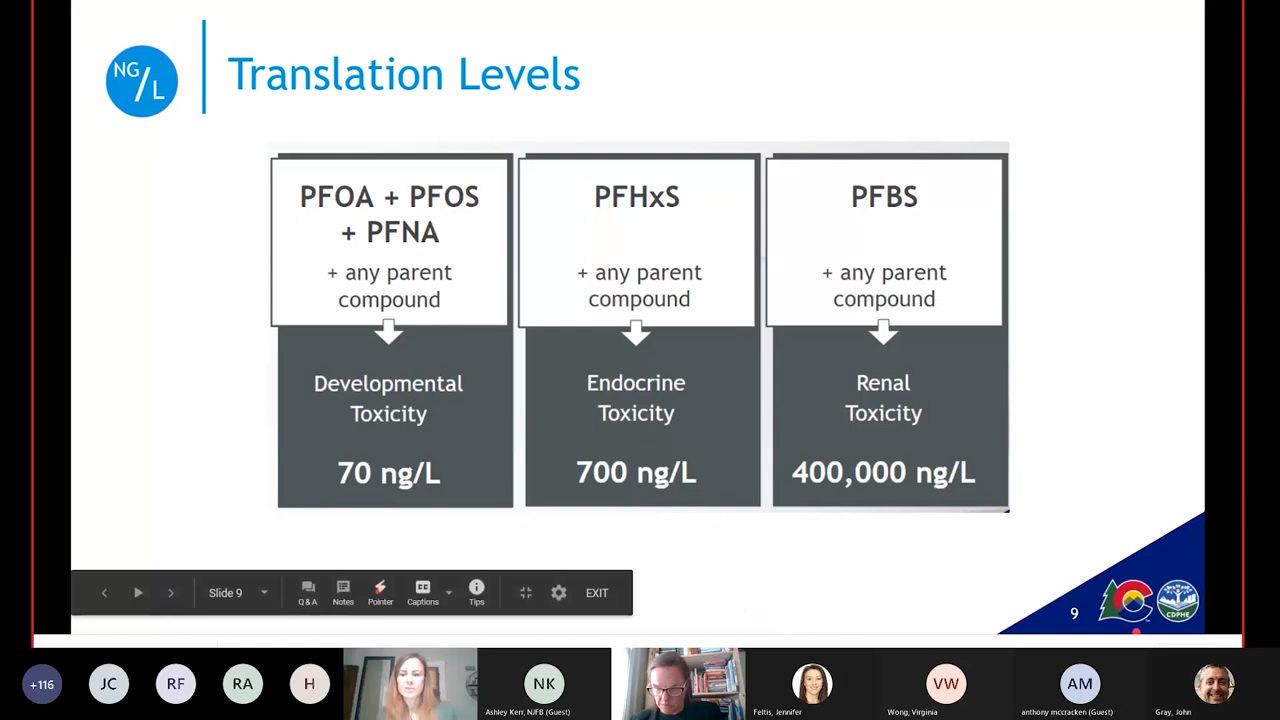 NG/L
Translation Levels
PFOA + PFOS
+ PFNA
+ any parent
compound
Developmental
Toxicity
70 ng/L
PFHxS
+ any parent
compound
Endocrine
Toxicity
700 ng/L
PFBS
+ any parent
compound
Renal
Toxicity
400,000 ng/L
Slide 9
Q & A
Notes
Pointer
CC
Captions
Tips
EXIT
9
CDPHE
+116
JC
RF
RA
H
NK
Ashley Kerr, NJFB (Guest)
Feltis, Jennifer
VW
Wong, Virginia
AM
anthony mccracken (Guest)
Gray, John